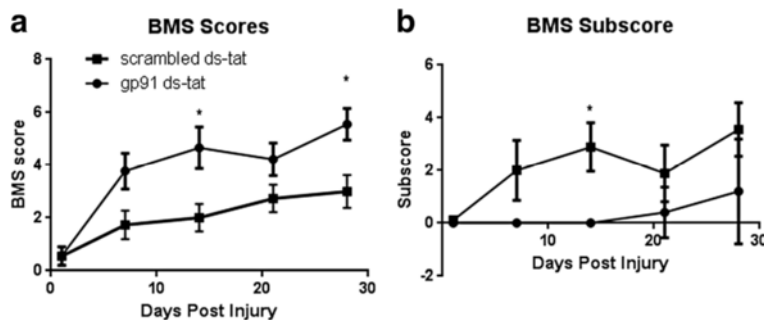 a
BMS Scores
scrambled ds-tat
gp91 ds-tat
*
*
BMS score
8
6
4
2
0
0 10 20 30
Days Post Injury
b
BMS Subscore
*
Subscore
6
4
2
0
-2
10 20 30
Days Post Injury